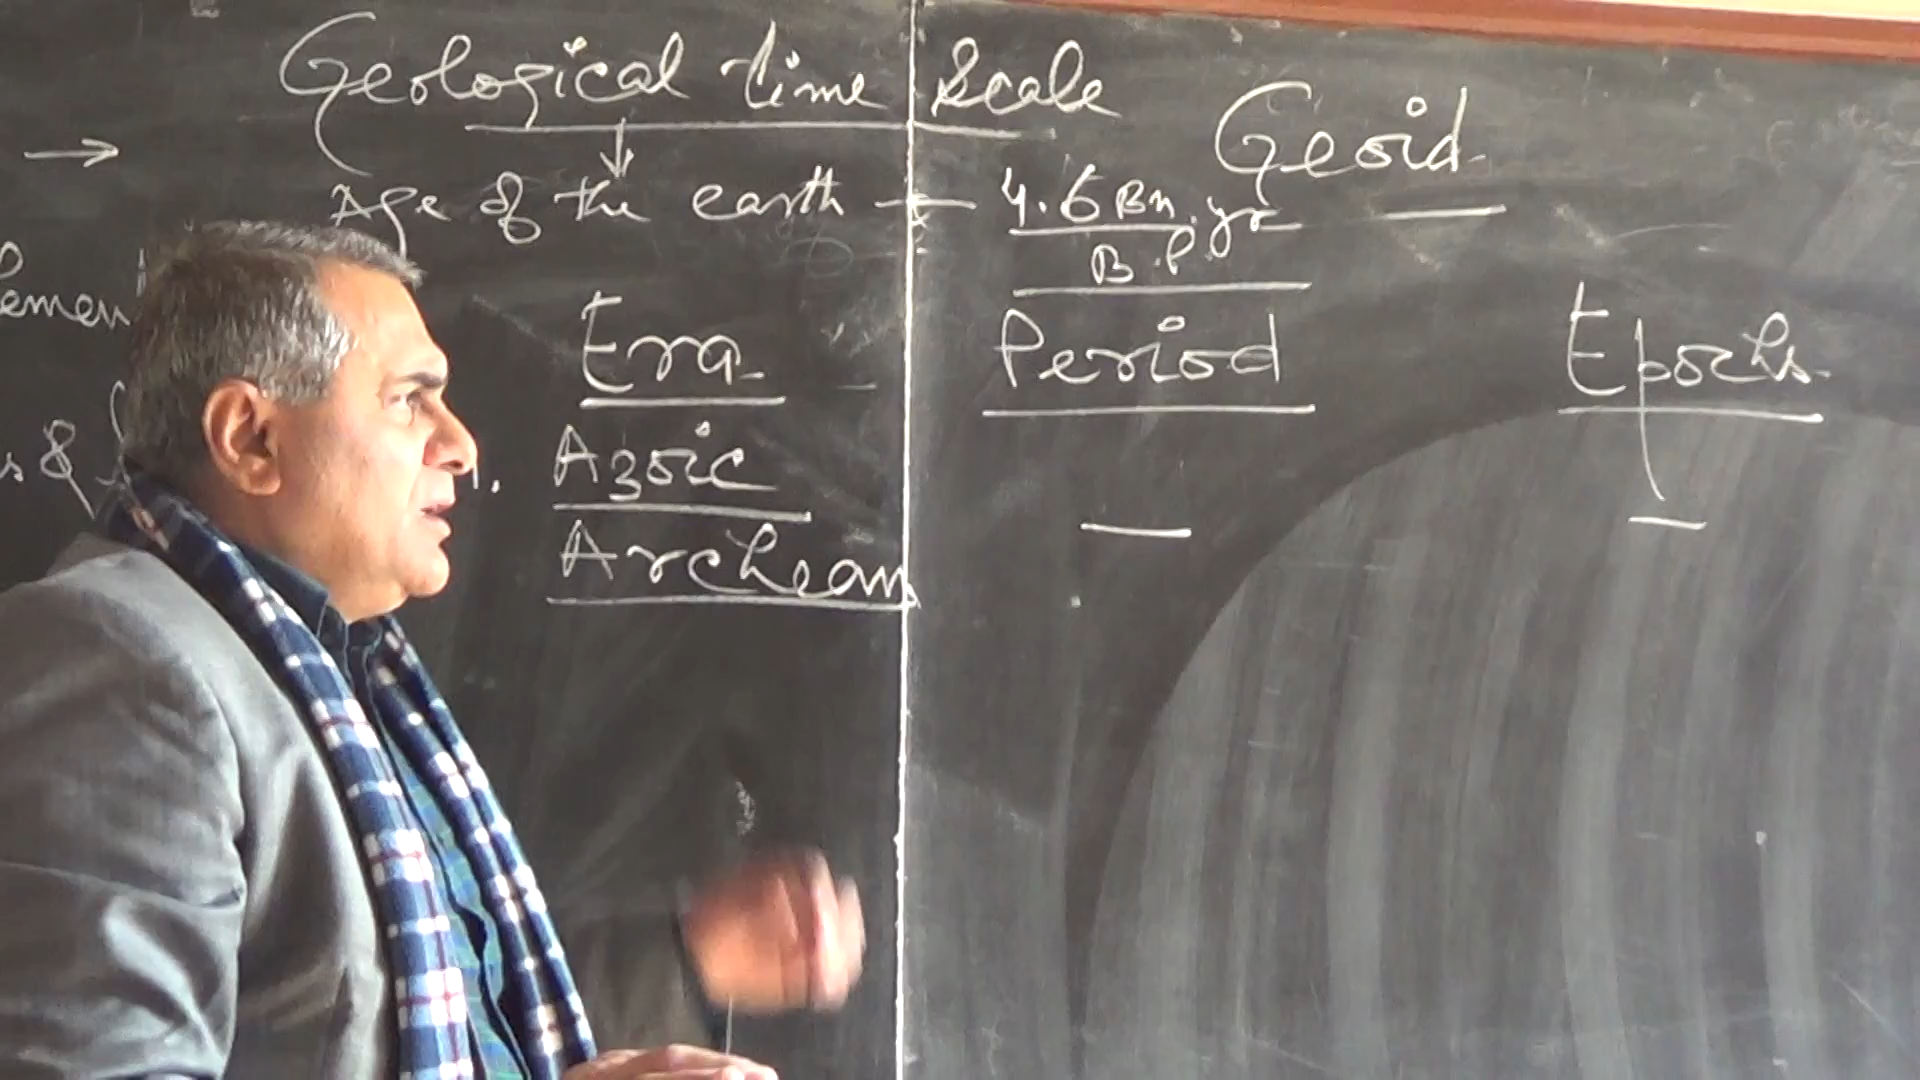 Geological time Scale
Geoid
Age of the earth — 4.6 Bn. yr
B.P.
Era Period Epochs
Azoic — —
Archean